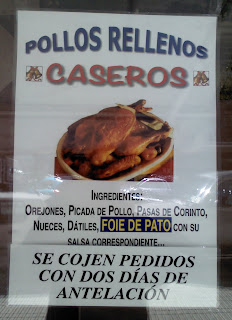 POLLOS RELLENOS
CASEROS
INGREDIENTES:
OREJONES, PICADA DE POLLO, PASAS DE CORINTO,
NUECES, DÁTILES, FOIE DE PATO CON SU
SALSA CORRESPONDIENTE...
SE COJEN PEDIDOS
CON DOS DÍAS DE
ANTELACIÓN